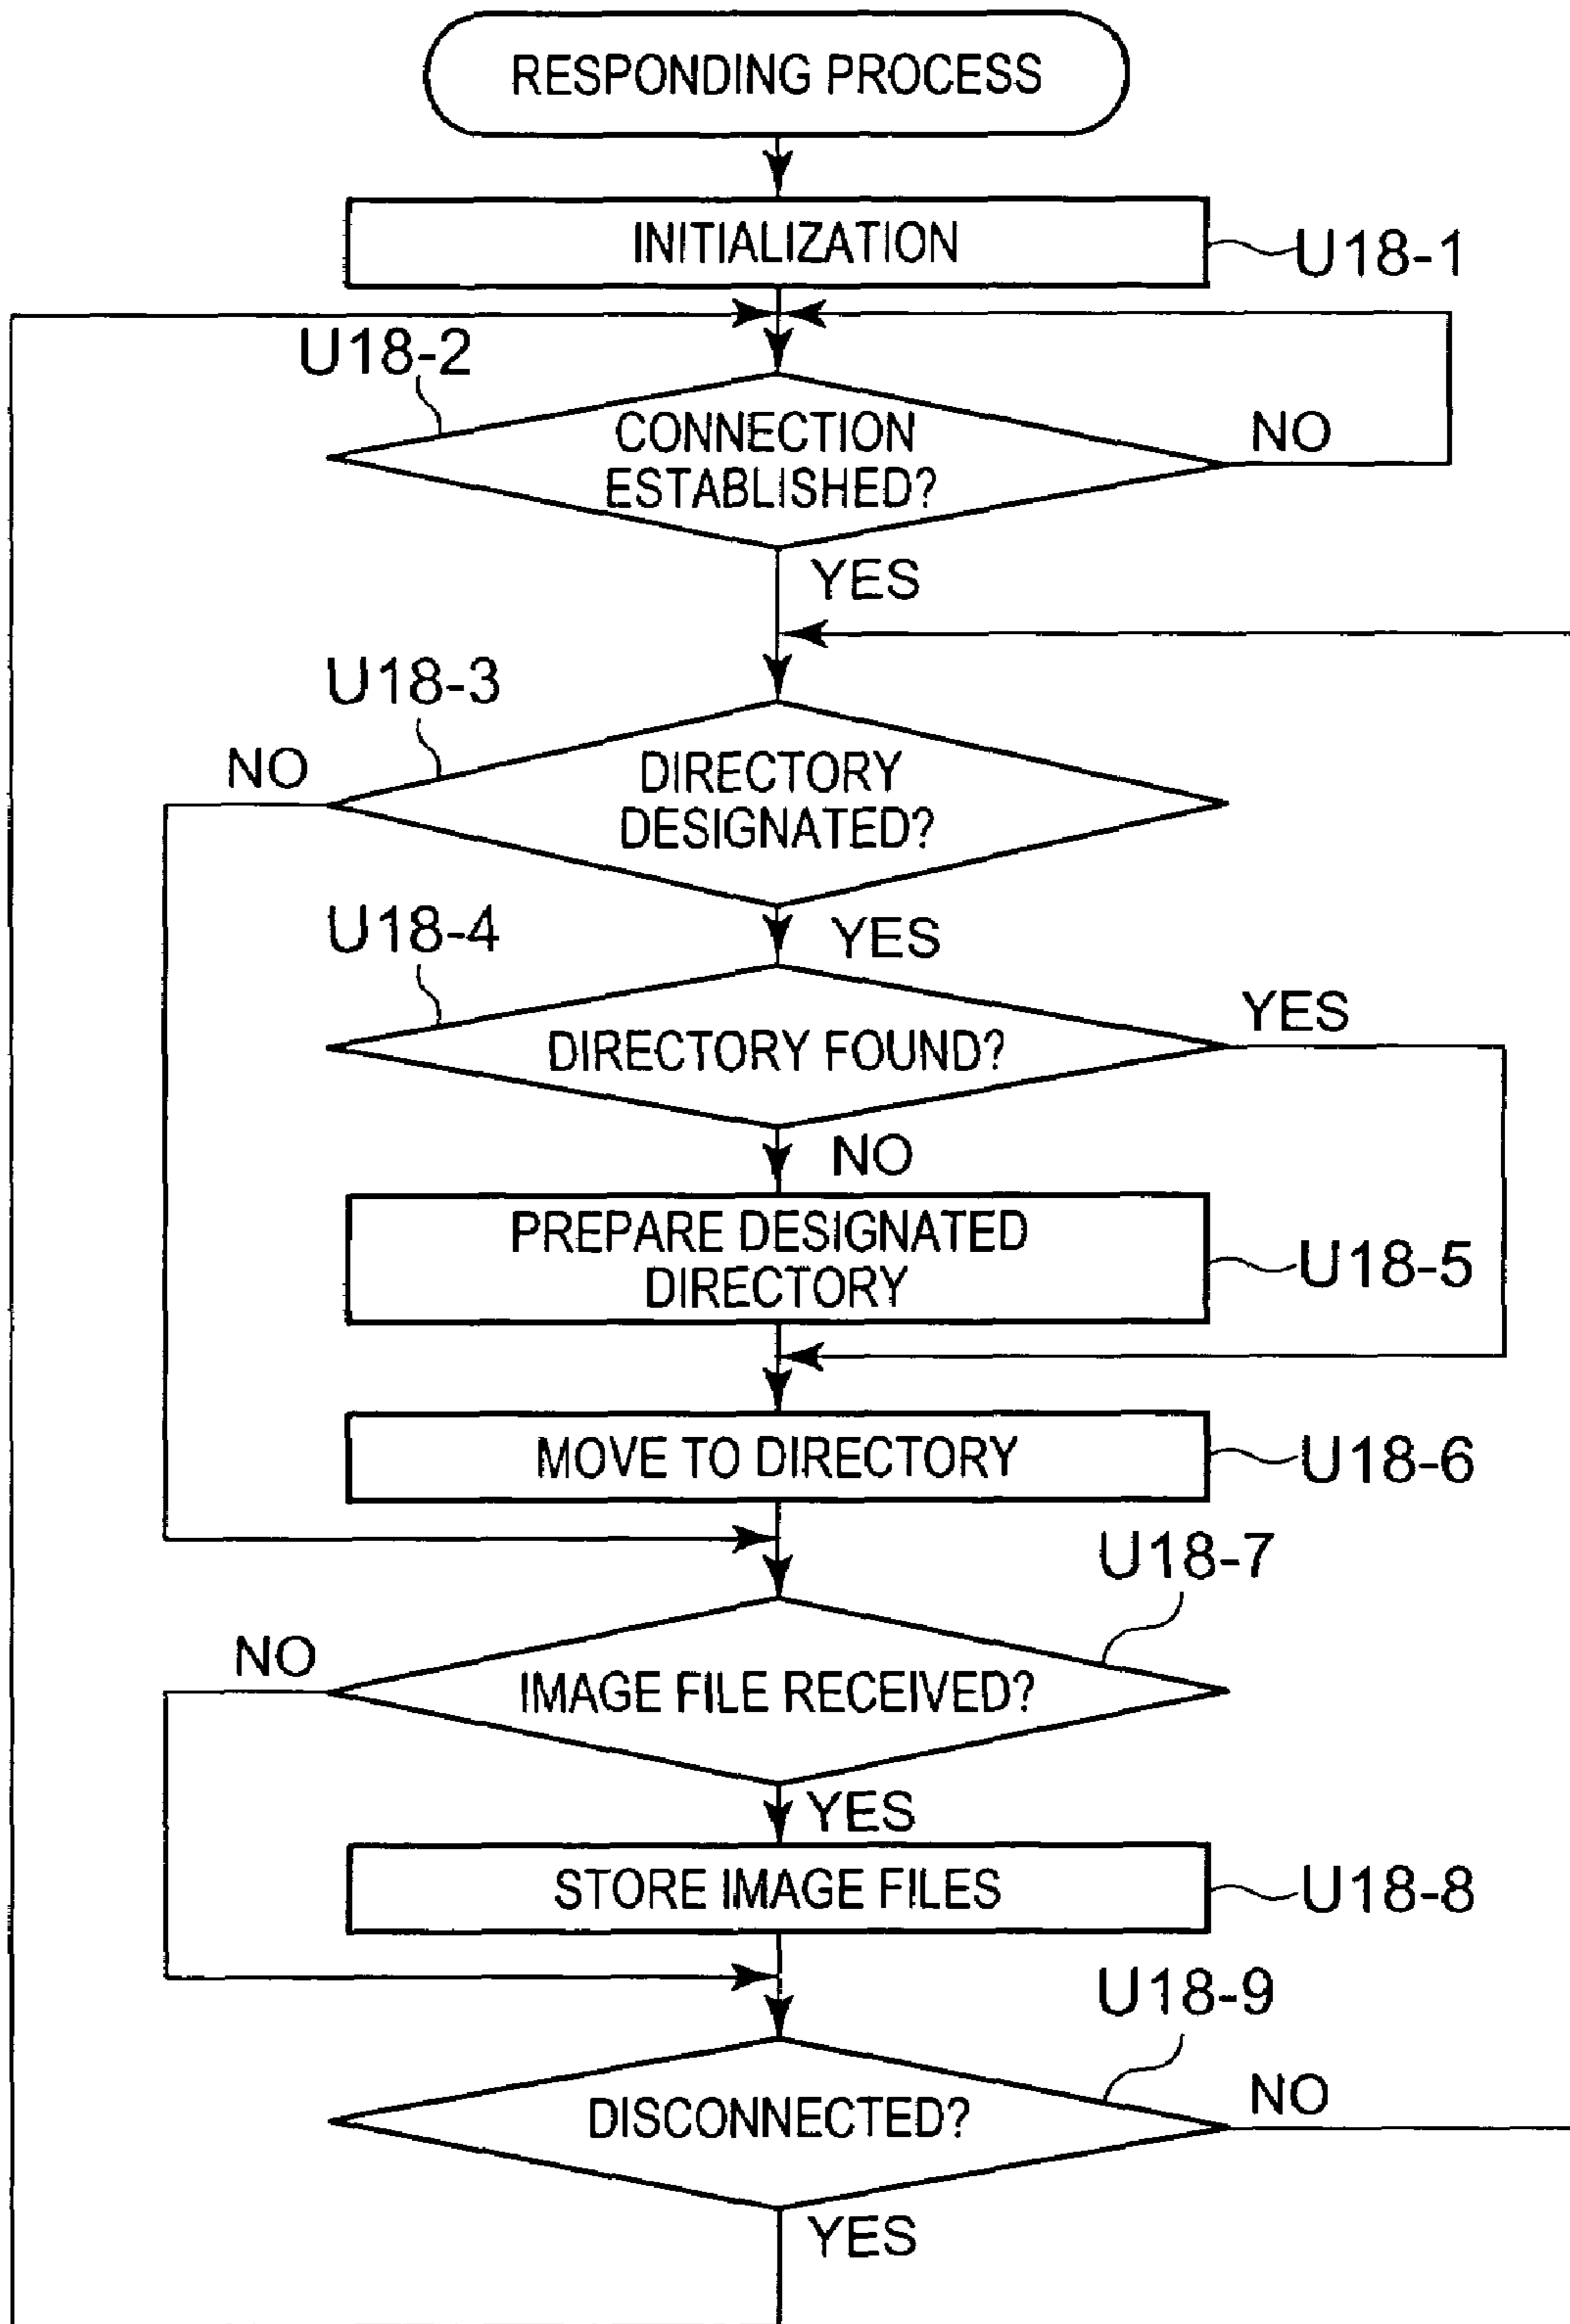 RESPONDING PROCESS
INITIALIZATION
U18-1
U18-2
CONNECTION
ESTABLISHED?
NO
YES
U18-3
NO
DIRECTORY
DESIGNATED?
U18-4
YES
YES
DIRECTORY FOUND?
NO
PREPARE DESIGNATED
DIRECTORY
U18-5
MOVE TO DIRECTORY
U18-6
U18-7
NO
IMAGE FILE RECEIVED?
YES
STORE IMAGE FILES
U18-8
U18-9
DISCONNECTED?
NO
YES